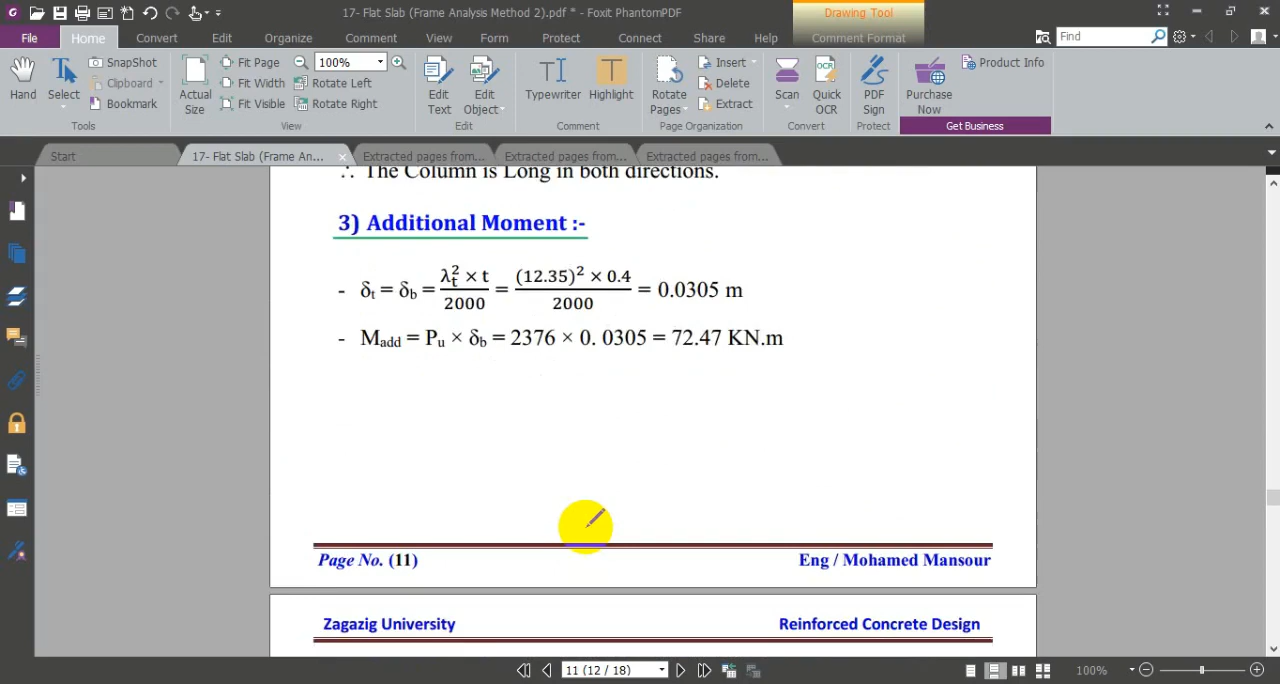 17- Flat Slab (Frame Analysis Method 2).pdf * - Foxit PhantomPDF
Drawing Tool
File Home Convert Edit Organize Comment View Form Protect Connect Share Help Comment Format
Find
Hand
Select
SnapShot
Clipboard
Bookmark
Tools
Actual Size
Fit Page
Fit Width
Fit Visible
100%
Rotate Left
Rotate Right
View
Edit Text
Edit Object
Edit
Typewriter
Highlight
Comment
Rotate Pages
Insert
Delete
Extract
Page Organization
Scan
Quick OCR
Convert
PDF Sign
Protect
Purchase Now
Product Info
Get Business
Start
17- Flat Slab (Frame An...
Extracted pages from...
Extracted pages from...
Extracted pages from...
∴ The Column is Long in both directions.
3) Additional Moment :-
- δt = δb = λt² × t / 2000 = (12.35)² × 0.4 / 2000 = 0.0305 m
- Madd = Pu × δb = 2376 × 0. 0305 = 72.47 KN.m
Page No. (11) Eng / Mohamed Mansour
Zagazig University Reinforced Concrete Design
11 (12 / 18)
100%